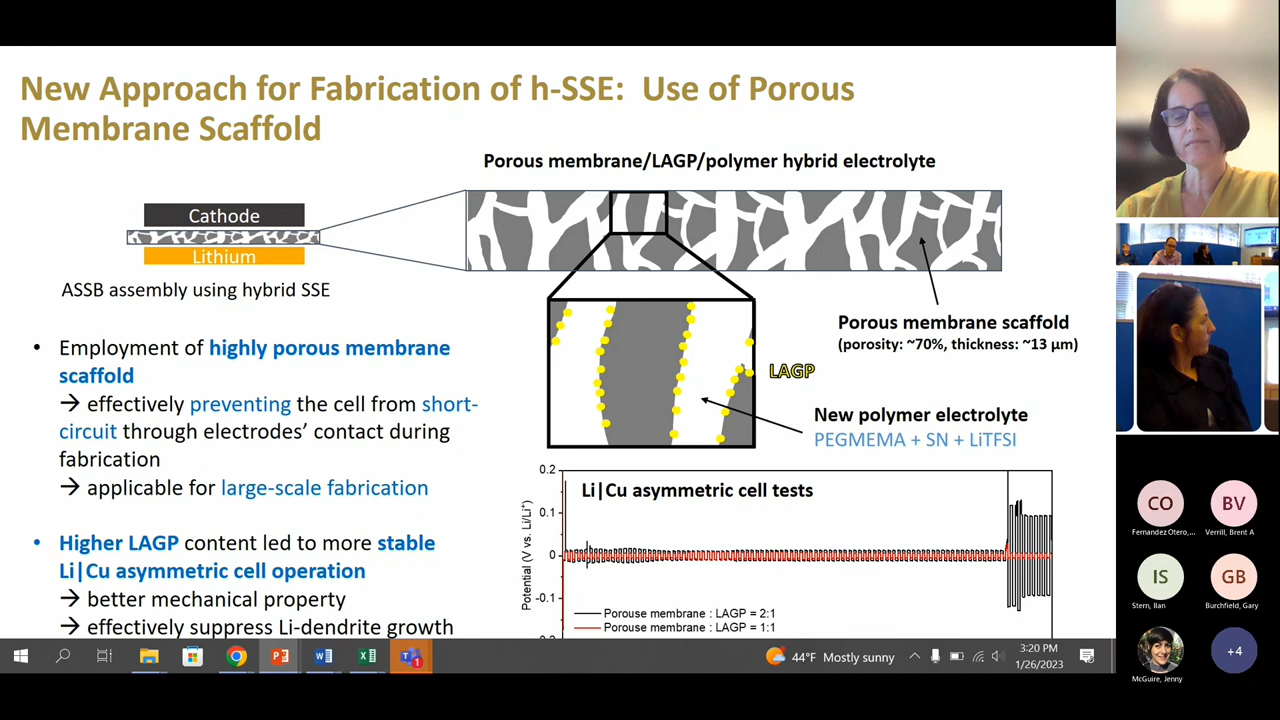 New Approach for Fabrication of h-SSE: Use of Porous
Membrane Scaffold
Porous membrane/LAGP/polymer hybrid electrolyte
Cathode
Lithium
ASSB assembly using hybrid SSE
• Employment of highly porous membrane
scaffold
→ effectively preventing the cell from short-
circuit through electrodes' contact during
fabrication
→ applicable for large-scale fabrication
• Higher LAGP content led to more stable
Li|Cu asymmetric cell operation
→ better mechanical property
→ effectively suppress Li-dendrite growth
Porous membrane scaffold
(porosity: ~70%, thickness: ~13 µm)
LAGP
New polymer electrolyte
PEGMEMA + SN + LiTFSI
Li|Cu asymmetric cell tests
Potential (V vs. Li/Li⁺)
0.2
0.1
0
-0.1
Porouse membrane : LAGP = 2:1
Porouse membrane : LAGP = 1:1
44°F Mostly sunny
3:20 PM
1/26/2023
1
CO
Fernandez Otero,...
BV
Verrill, Brent A
IS
Stern, Ilan
GB
Burchfield, Gary
McGuire, Jenny
+4